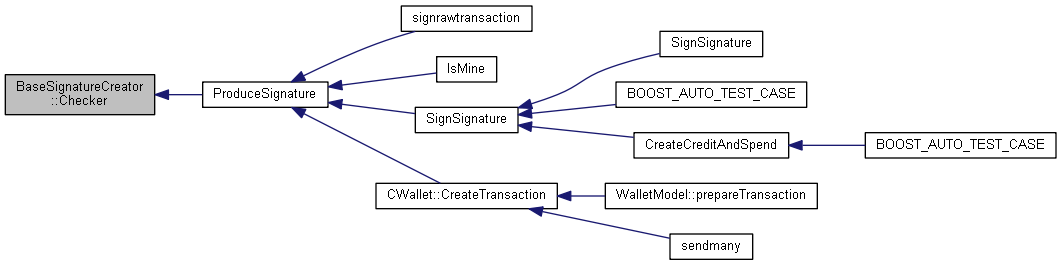 signrawtransaction
SignSignature
IsMine
BaseSignatureCreator
::Checker
ProduceSignature
BOOST_AUTO_TEST_CASE
SignSignature
CreateCreditAndSpend
BOOST_AUTO_TEST_CASE
CWallet::CreateTransaction
WalletModel::prepareTransaction
sendmany